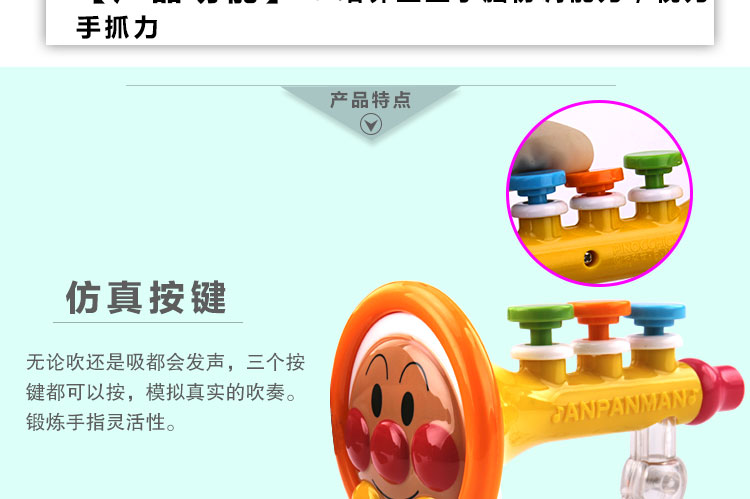 手抓力
产品特点
仿真按键
无论吹还是吸都会发声，三个按
键都可以按，模拟真实的吹奏。
锻炼手指灵活性。
ANPANMAN